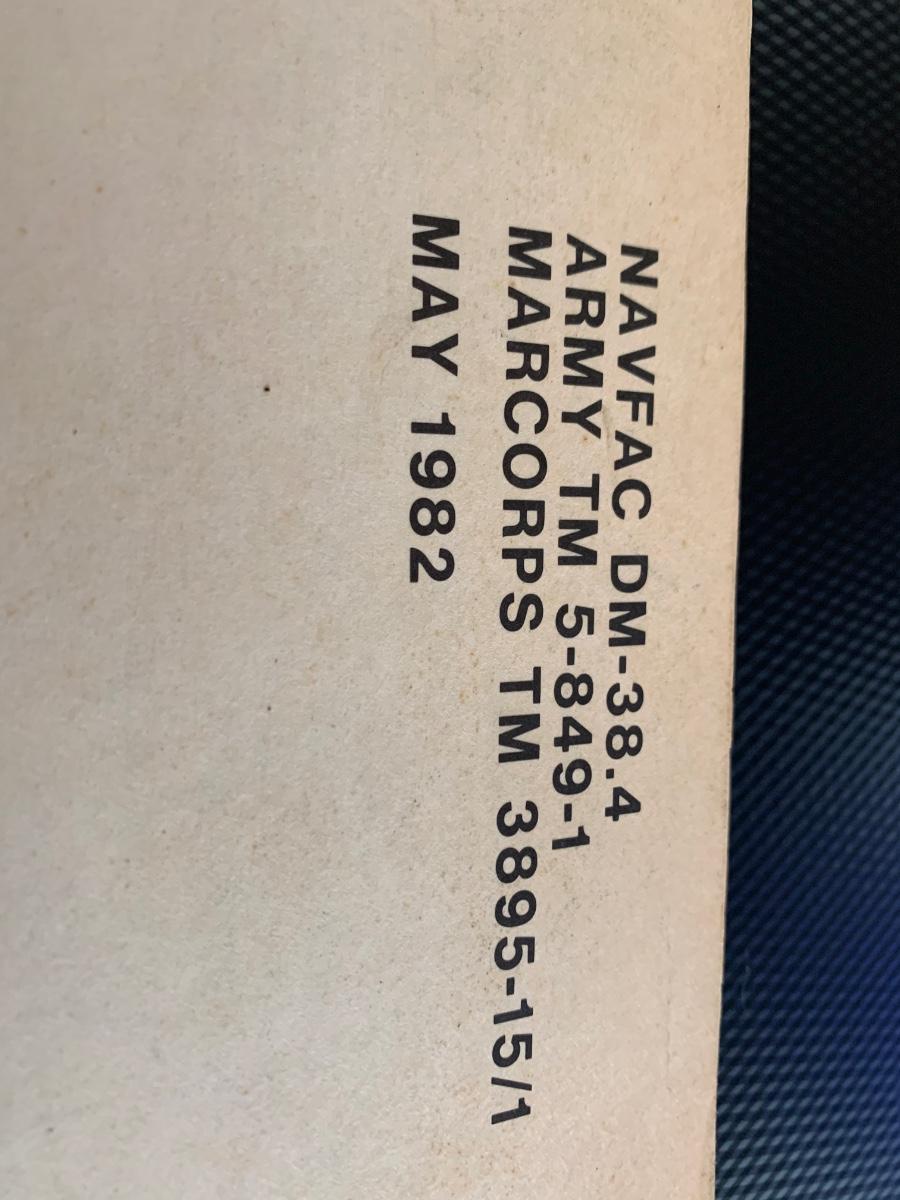 NAVFAC DM-38.4
ARMY TM 5-849-1
MARCORPS TM 3895-15/1
MAY 1982